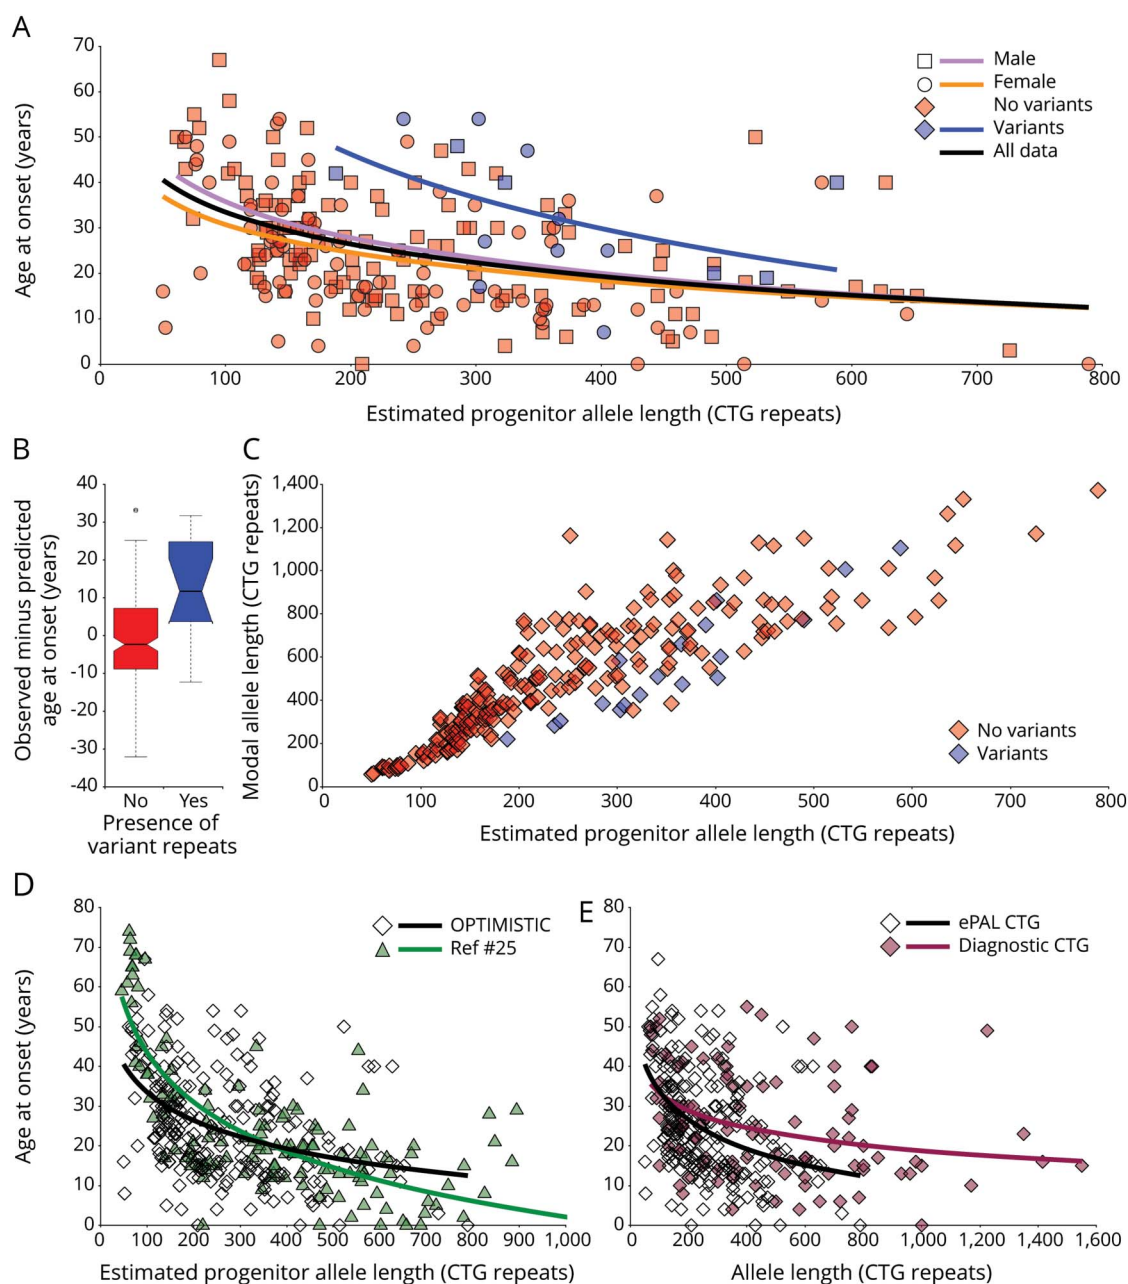 A
Age at onset (years)
70
60
50
40
30
20
10
0
0 100 200 300 400 500 600 700 800
Estimated progenitor allele length (CTG repeats)
Male
Female
No variants
Variants
All data
B
Observed minus predicted
age at onset (years)
40
30
20
10
0
-10
-20
-30
-40
No Yes
Presence of
variant repeats
C
Modal allele length (CTG repeats)
1,400
1,200
1,000
800
600
400
200
0
0 100 200 300 400 500 600 700 800
Estimated progenitor allele length (CTG repeats)
No variants
Variants
D
Age at onset (years)
80
70
60
50
40
30
20
10
0
0 100 200 300 400 500 600 700 800 900 1,000
Estimated progenitor allele length (CTG repeats)
OPTIMISTIC
Ref #25
E
80
70
60
50
40
30
20
10
0
0 200 400 600 800 1,000 1,200 1,400 1,600
Allele length (CTG repeats)
ePAL CTG
Diagnostic CTG